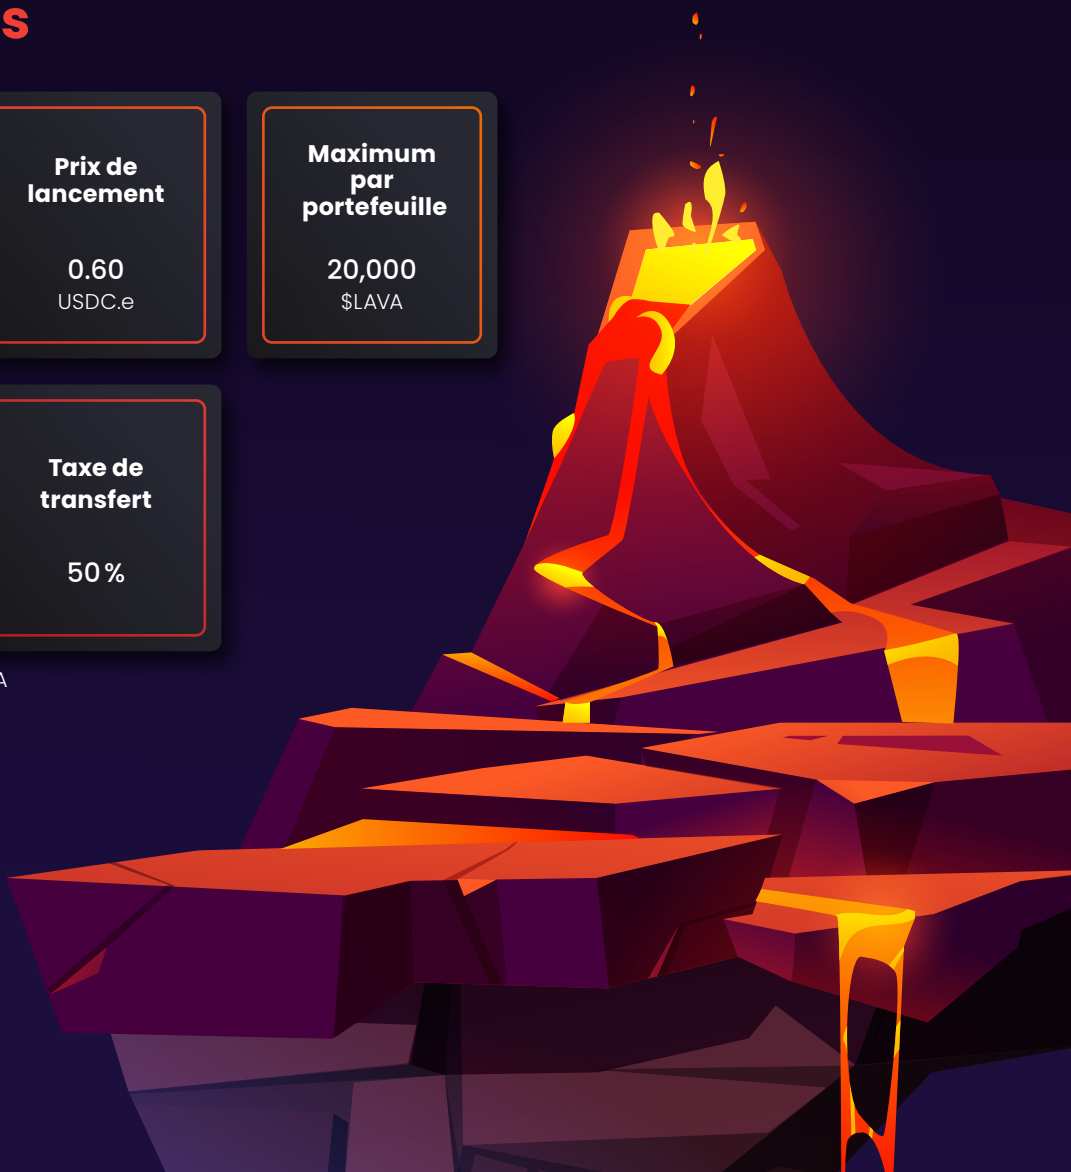 s
Prix de
lancement
0.60
USDC.e
Maximum
par
portefeuille
20,000
$LAVA
Taxe de
transfert
50 %
A